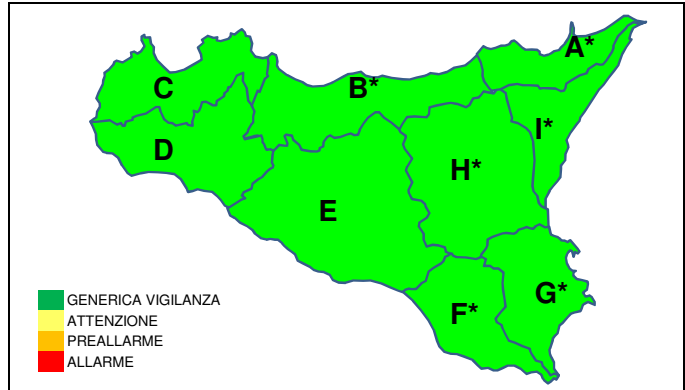 A*
C
B*
I*
D
H*
E
G*
F*
GENERICA VIGILANZA
ATTENZIONE
PREALLARME
ALLARME